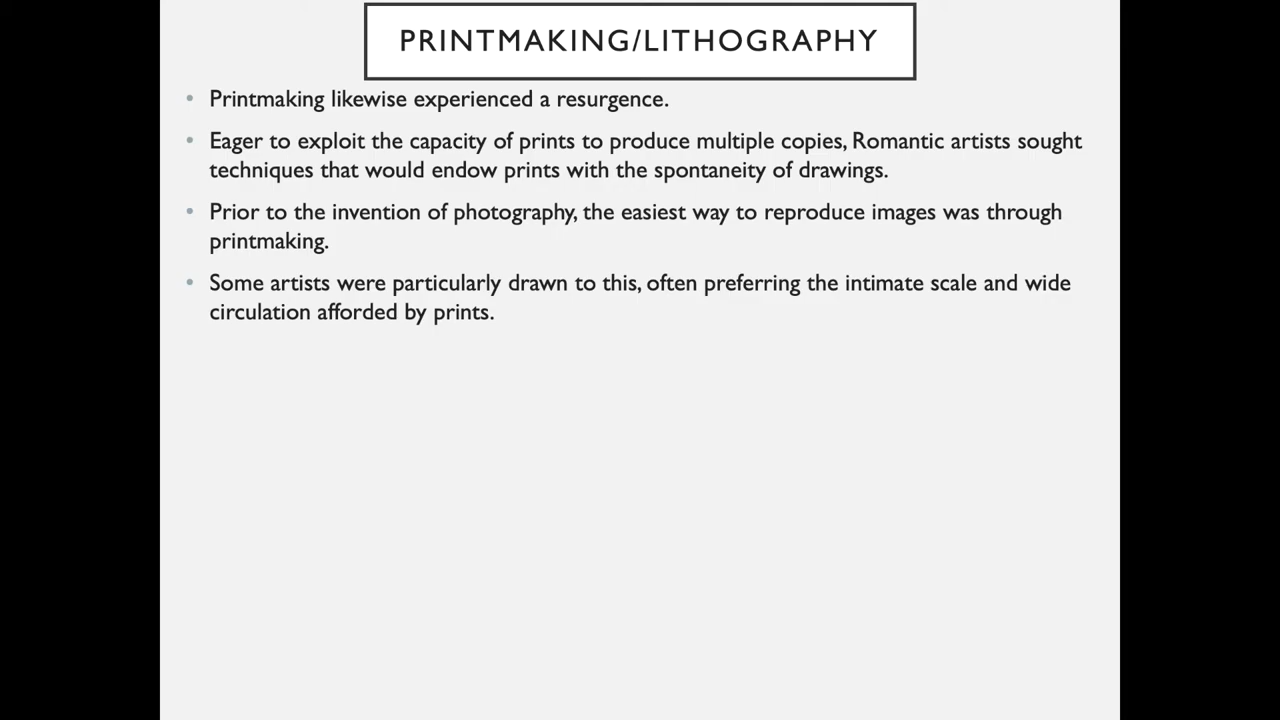 PRINTMAKING/LITHOGRAPHY
• Printmaking likewise experienced a resurgence.
• Eager to exploit the capacity of prints to produce multiple copies, Romantic artists sought
techniques that would endow prints with the spontaneity of drawings.
• Prior to the invention of photography, the easiest way to reproduce images was through
printmaking.
• Some artists were particularly drawn to this, often preferring the intimate scale and wide
circulation afforded by prints.